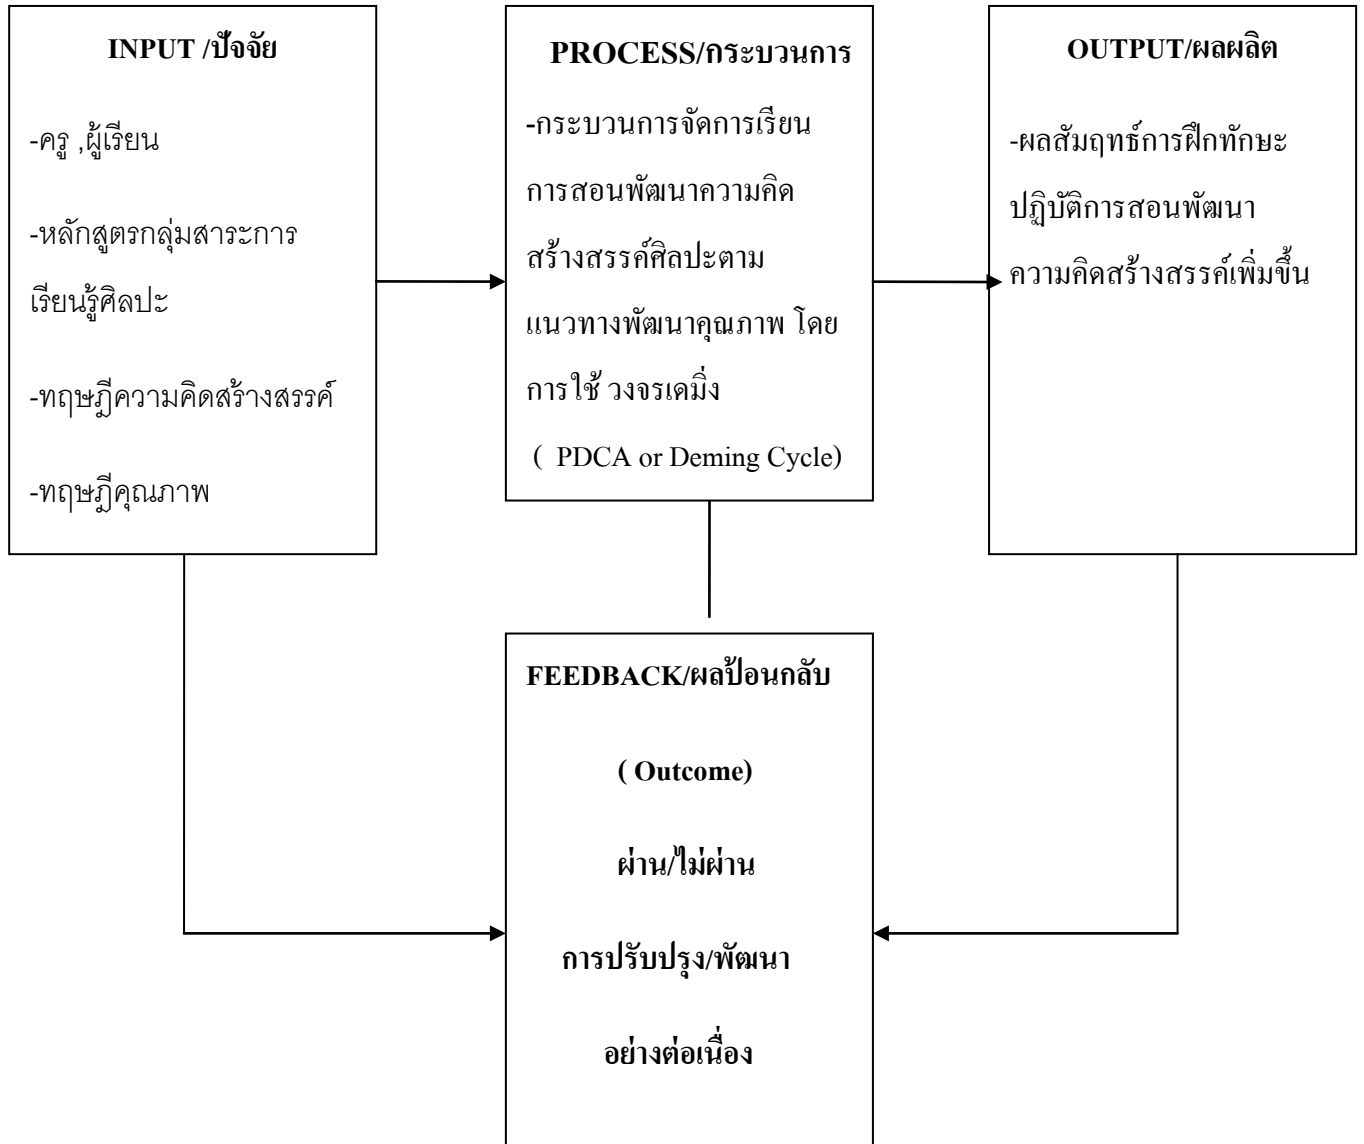 INPUT /ปัจจัย
-ครู ,ผู้เรียน
-หลักสูตรกลุ่มสาระการ
เรียนรู้ศิลปะ
-ทฤษฎีความคิดสร้างสรรค์
-ทฤษฎีคุณภาพ
PROCESS/กระบวนการ
-กระบวนการจัดการเรียน
การสอนพัฒนาความคิด
สร้างสรรค์ศิลปะตาม
แนวทางพัฒนาคุณภาพ โดย
การใช้ วงจรเดมิ่ง
( PDCA or Deming Cycle)
OUTPUT/ผลผลิต
-ผลสัมฤทธ์การฝึกทักษะ
ปฏิบัติการสอนพัฒนา
ความคิดสร้างสรรค์เพิ่มขึ้น
FEEDBACK/ผลป้อนกลับ
( Outcome)
ผ่าน/ไม่ผ่าน
การปรับปรุง/พัฒนา
อย่างต่อเนื่อง